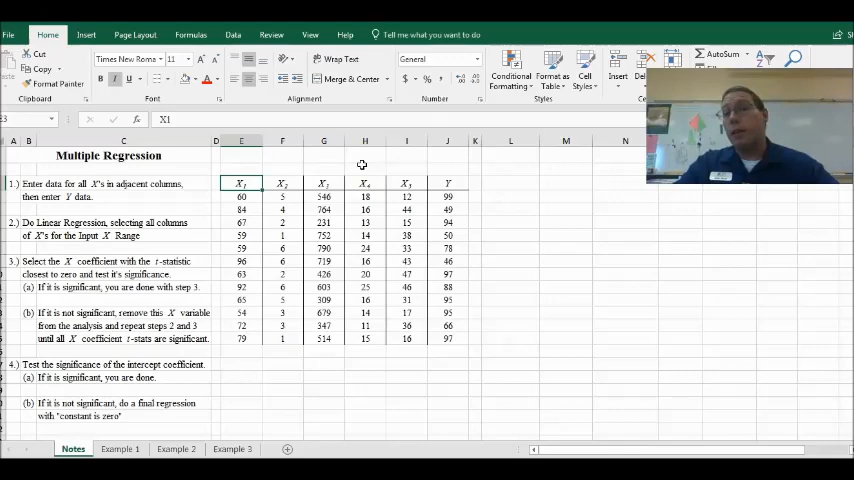 File Home Insert Page Layout Formulas Data Review View Help Tell me what you want to do Share
Cut
Copy
Format Painter
Clipboard
Times New Roma 11
B I U
Font
Wrap Text
Merge & Center
Alignment
General
$ % ,
Number
Conditional Formatting
Format as Table
Cell Styles
Styles
Insert
AutoSum
X1
A B C D E F G H I J K L M N
Multiple Regression
1.) Enter data for all X's in adjacent columns,
then enter Y data.
2.) Do Linear Regression, selecting all columns
of X's for the Input X Range
3.) Select the X coefficient with the t-statistic
closest to zero and test it's significance.
(a) If it is significant, you are done with step 3.
(b) If it is not significant, remove this X variable
from the analysis and repeat steps 2 and 3
until all X coefficient t-stats are significant.
4.) Test the significance of the intercept coefficient.
(a) If it is significant, you are done.
(b) If it is not significant, do a final regression
with "constant is zero"
X1 X2 X3 X4 X5 Y
60 5 546 18 12 99
84 4 764 16 44 49
67 2 231 13 15 94
59 1 752 14 38 50
59 6 790 24 33 78
96 6 719 16 43 46
63 2 426 20 47 97
92 6 603 25 46 88
65 5 309 16 31 95
54 3 679 14 17 95
72 3 347 11 36 66
79 1 514 15 16 97
Notes Example 1 Example 2 Example 3